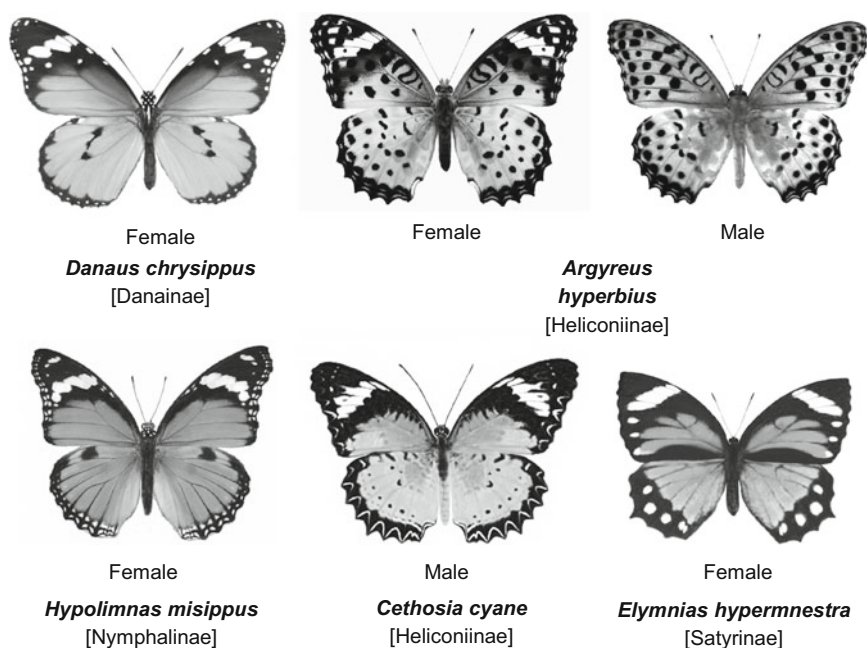 Female
Female
Male
Danaus chrysippus
[Danainae]
Argyreus
hyperbius
[Heliconiinae]
Female
Male
Female
Hypolimnas misippus
[Nymphalinae]
Cethosia cyane
[Heliconiinae]
Elymnias hypermnestra
[Satyrinae]